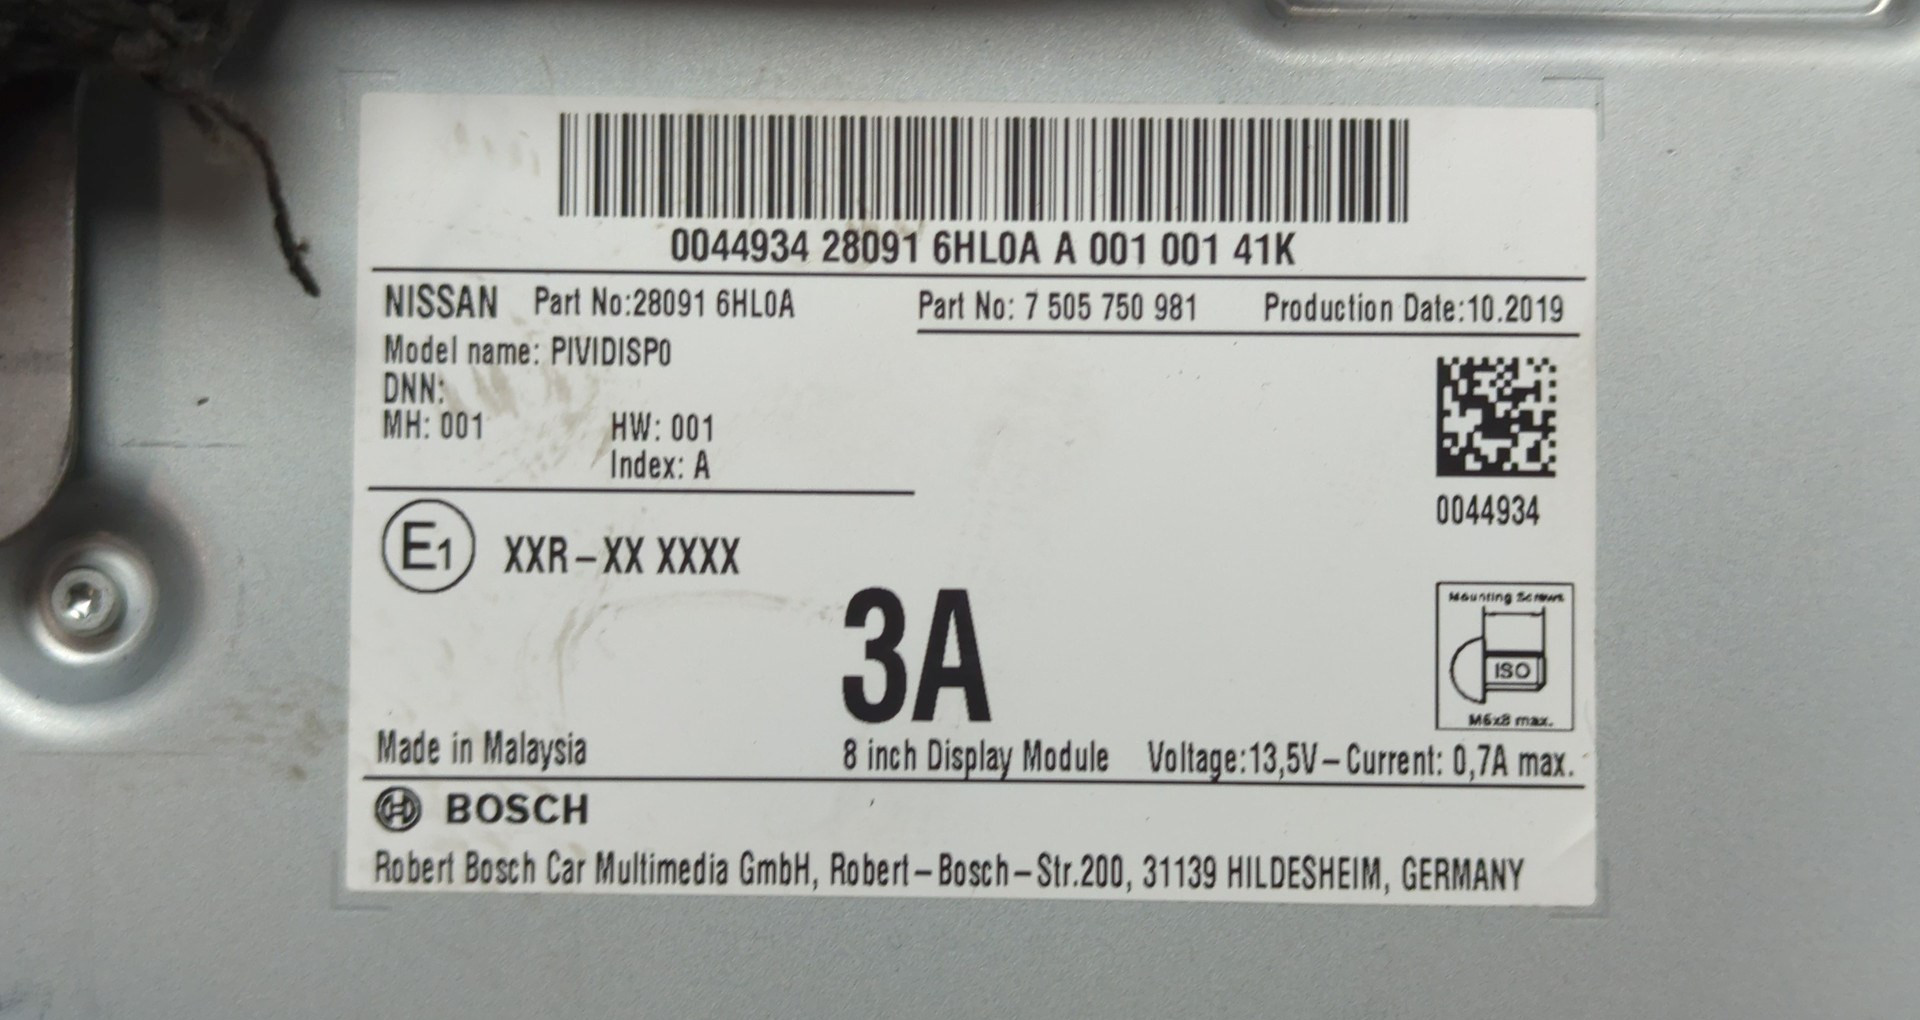 0044934 28091 6HL0A A 001 001 41K
NISSAN Part No:28091 6HL0A Part No: 7 505 750 981 Production Date:10.2019
Model name: PIVIDISP0
DNN:
MH: 001 HW: 001
Index: A
0044934
E1 XXR-XX XXXX
Mounting Screws
ISO
M6x8 max.
3A
Made in Malaysia 8 inch Display Module Voltage:13,5V-Current: 0,7A max.
BOSCH
Robert Bosch Car Multimedia GmbH, Robert-Bosch-Str.200, 31139 HILDESHEIM, GERMANY